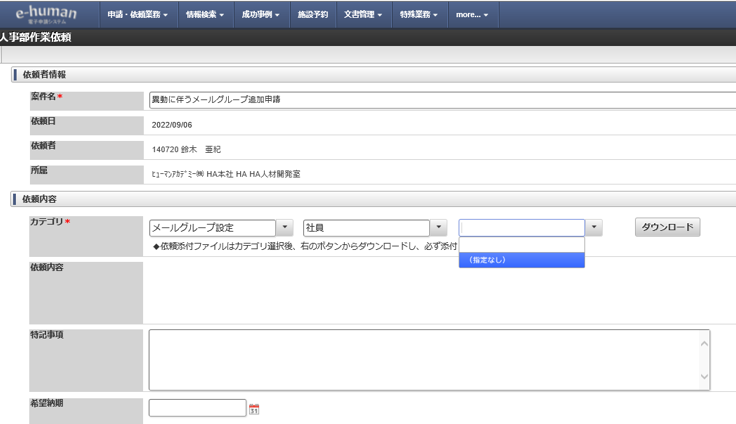 e-human
電子申請システム
申請・依頼業務 情報検索 成功事例 施設予約 文書管理 特殊業務 more...
人事部作業依頼
依頼者情報
案件名* 異動に伴うメールグループ追加申請
依頼日 2022/09/06
依頼者 140720 鈴木 亜紀
所属 ﾋｭｰﾏﾝｱｶﾃﾞﾐｰ㈱ HA本社 HA HA人材開発室
依頼内容
カテゴリ* メールグループ設定 社員 ダウンロード
◆依頼添付ファイルはカテゴリ選択後、右のボタンからダウンロードし、必ず添付
（指定なし）
依頼内容
特記事項
希望納期 31